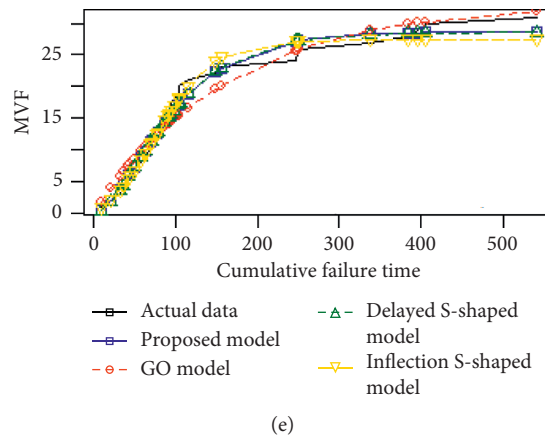 MVF
25
15
5
0
0 100 200 300 400 500
Cumulative failure time
Actual data
Proposed model
GO model
Delayed S-shaped
model
Inflection S-shaped
model
(e)